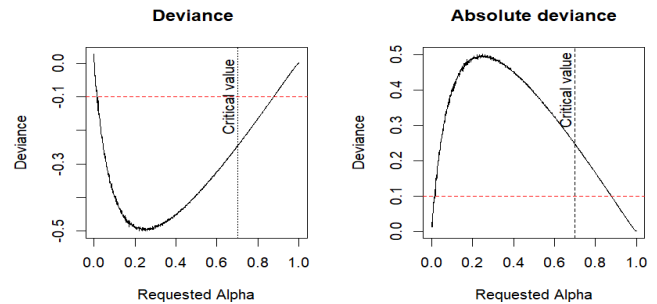 Deviance
Deviance
0.0
-0.1
-0.3
-0.5
Critical value
0.0 0.2 0.4 0.6 0.8 1.0
Requested Alpha
Absolute deviance
Deviance
0.5
0.4
0.3
0.2
0.1
0.0
Critical value
0.0 0.2 0.4 0.6 0.8 1.0
Requested Alpha